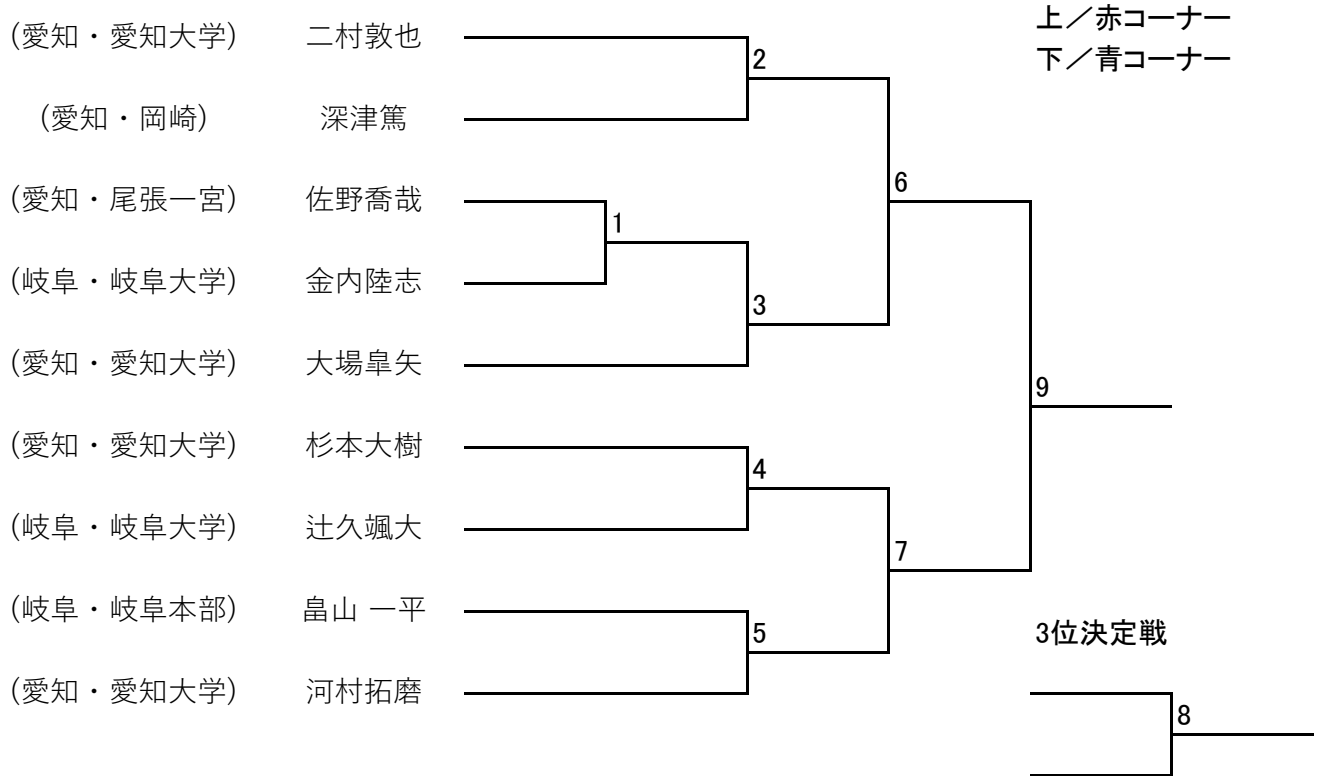 上／赤コーナー
(愛知・愛知大学) 二村敦也
下／青コーナー
2
(愛知・岡崎) 深津篤
6
(愛知・尾張一宮) 佐野喬哉
1
(岐阜・岐阜大学) 金内陸志
3
(愛知・愛知大学) 大場皐矢
9
(愛知・愛知大学) 杉本大樹
4
(岐阜・岐阜大学) 辻久颯大
7
(岐阜・岐阜本部) 畠山 一平
5
3位決定戦
(愛知・愛知大学) 河村拓磨
8